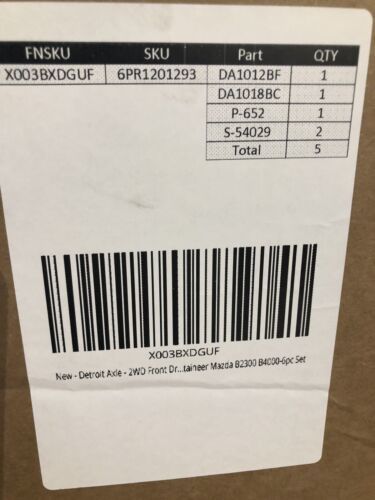 FNSKU SKU Part QTY
X003BXDGUF 6PR1201293 DA1012BF 1
DA1018BC 1
P-652 1
S-54029 2
Total 5
X003BXDGUF
New - Detroit Axle - 2WD Front Dr...taineer Mazda B2300 B4000-6pc Set